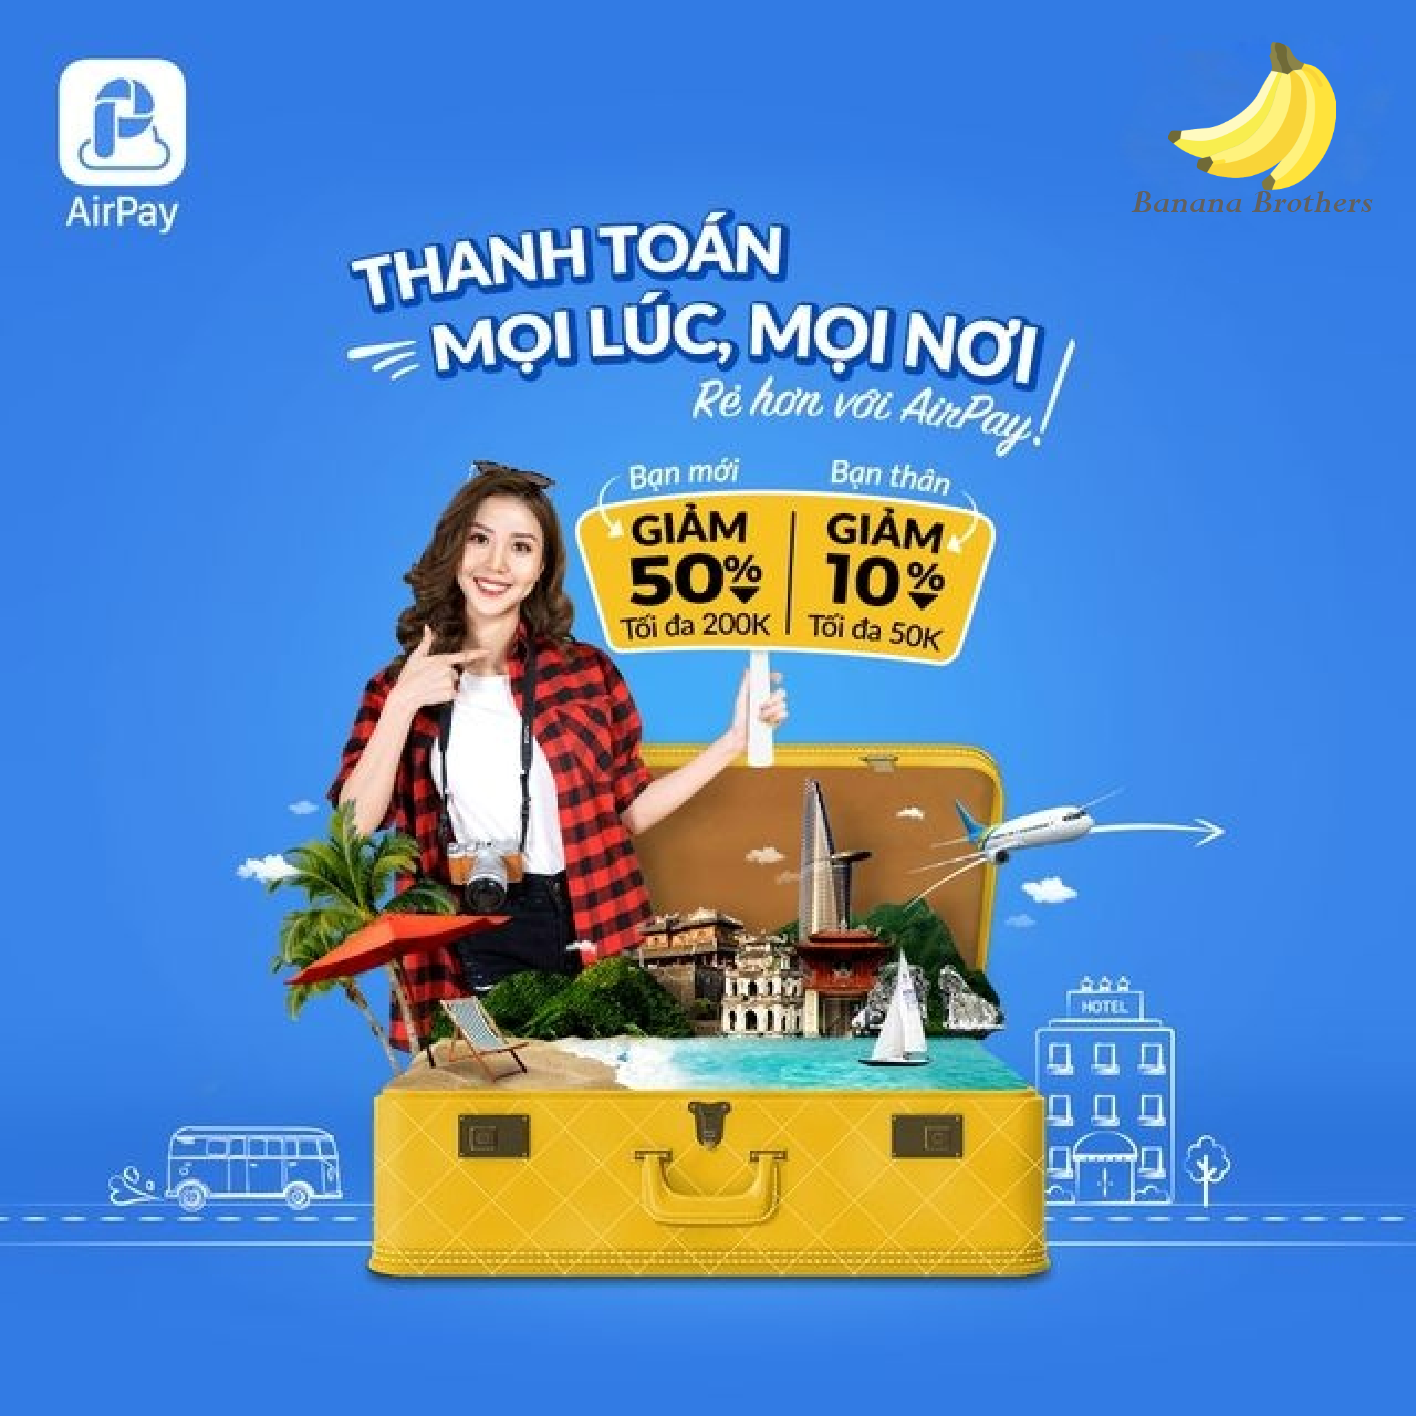 AirPay
Banana Brothers
THANH TOÁN
MỌI LÚC, MỌI NƠI
Rẻ hơn với AirPay!
Bạn mới
GIẢM
50%
Tối đa 200K
Bạn thân
GIẢM
10%
Tối đa 50K
HOTEL